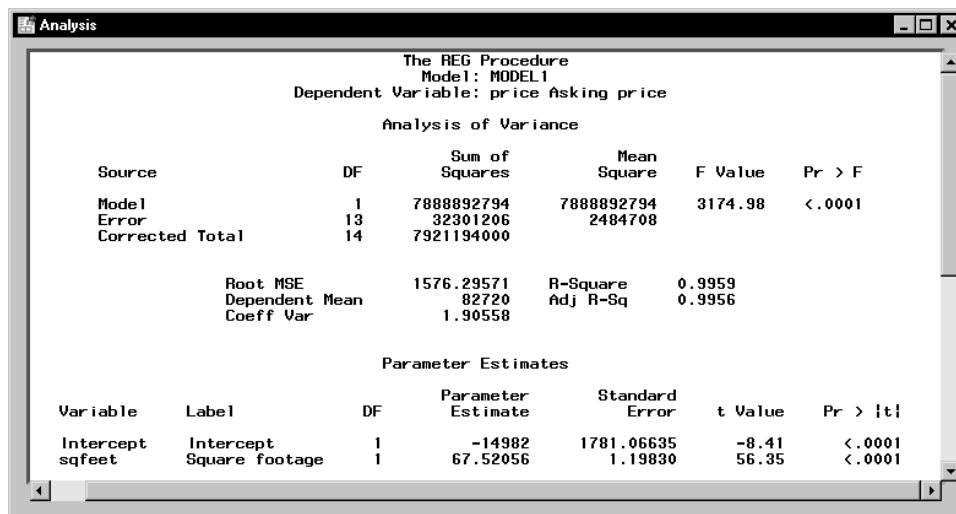 Analysis
The REG Procedure
Model: MODEL1
Dependent Variable: price Asking price
Analysis of Variance
Sum of Mean
Source DF Squares Square F Value Pr > F
Model 1 7888892794 7888892794 3174.98 <.0001
Error 13 32301206 2484708
Corrected Total 14 7921194000
Root MSE 1576.29571 R-Square 0.9959
Dependent Mean 82720 Adj R-Sq 0.9956
Coeff Var 1.90558
Parameter Estimates
Parameter Standard
Variable Label DF Estimate Error t Value Pr > |t|
Intercept Intercept 1 -14982 1781.06635 -8.41 <.0001
sqfeet Square footage 1 67.52056 1.19830 56.35 <.0001